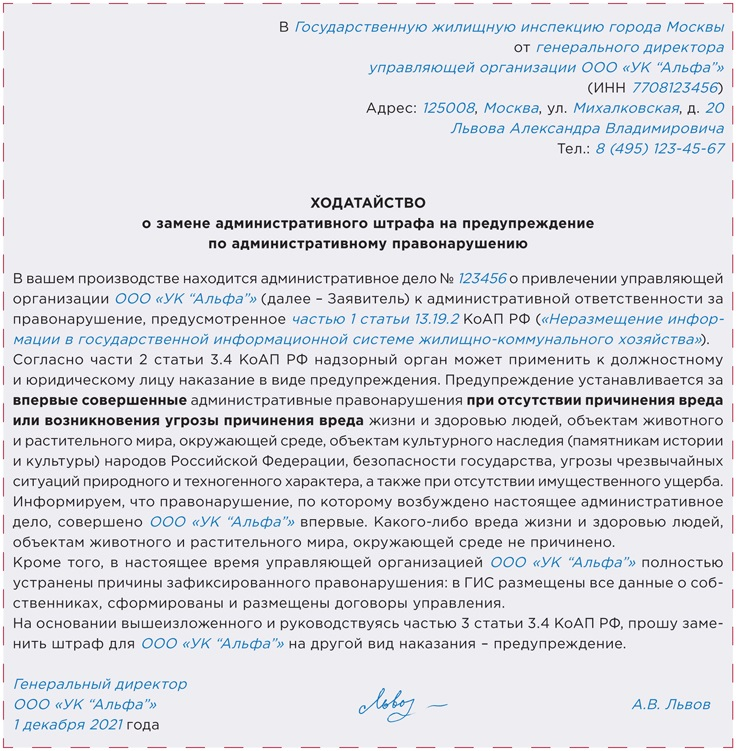 В Государственную жилищную инспекцию города Москвы
от генерального директора
управляющей организации ООО «УК “Альфа”»
(ИНН 7708123456)
Адрес: 125008, Москва, ул. Михалковская, д. 20
Львова Александра Владимировича
Тел.: 8 (495) 123-45-67
ХОДАТАЙСТВО
о замене административного штрафа на предупреждение
по административному правонарушению
В вашем производстве находится административное дело № 123456 о привлечении управляющей
организации ООО «УК “Альфа”» (далее – Заявитель) к административной ответственности за
правонарушение, предусмотренное частью 1 статьи 13.19.2 КоАП РФ («Неразмещение инфор-
мации в государственной информационной системе жилищно-коммунального хозяйства»).
Согласно части 2 статьи 3.4 КоАП РФ надзорный орган может применить к должностному
и юридическому лицу наказание в виде предупреждения. Предупреждение устанавливается за
впервые совершенные административные правонарушения при отсутствии причинения вреда
или возникновения угрозы причинения вреда жизни и здоровью людей, объектам животного
и растительного мира, окружающей среде, объектам культурного наследия (памятникам истории
и культуры) народов Российской Федерации, безопасности государства, угрозы чрезвычайных
ситуаций природного и техногенного характера, а также при отсутствии имущественного ущерба.
Информируем, что правонарушение, по которому возбуждено настоящее административное
дело, совершено ООО «УК “Альфа”» впервые. Какого-либо вреда жизни и здоровью людей,
объектам животного и растительного мира, окружающей среде не причинено.
Кроме того, в настоящее время управляющей организацией ООО «УК “Альфа”» полностью
устранены причины зафиксированного правонарушения: в ГИС размещены все данные о соб-
ственниках, сформированы и размещены договоры управления.
На основании вышеизложенного и руководствуясь частью 3 статьи 3.4 КоАП РФ, прошу заме-
нить штраф для ООО «УК “Альфа”» на другой вид наказания – предупреждение.
Генеральный директор
ООО «УК “Альфа”» Львов А.В. Львов
1 декабря 2021 года